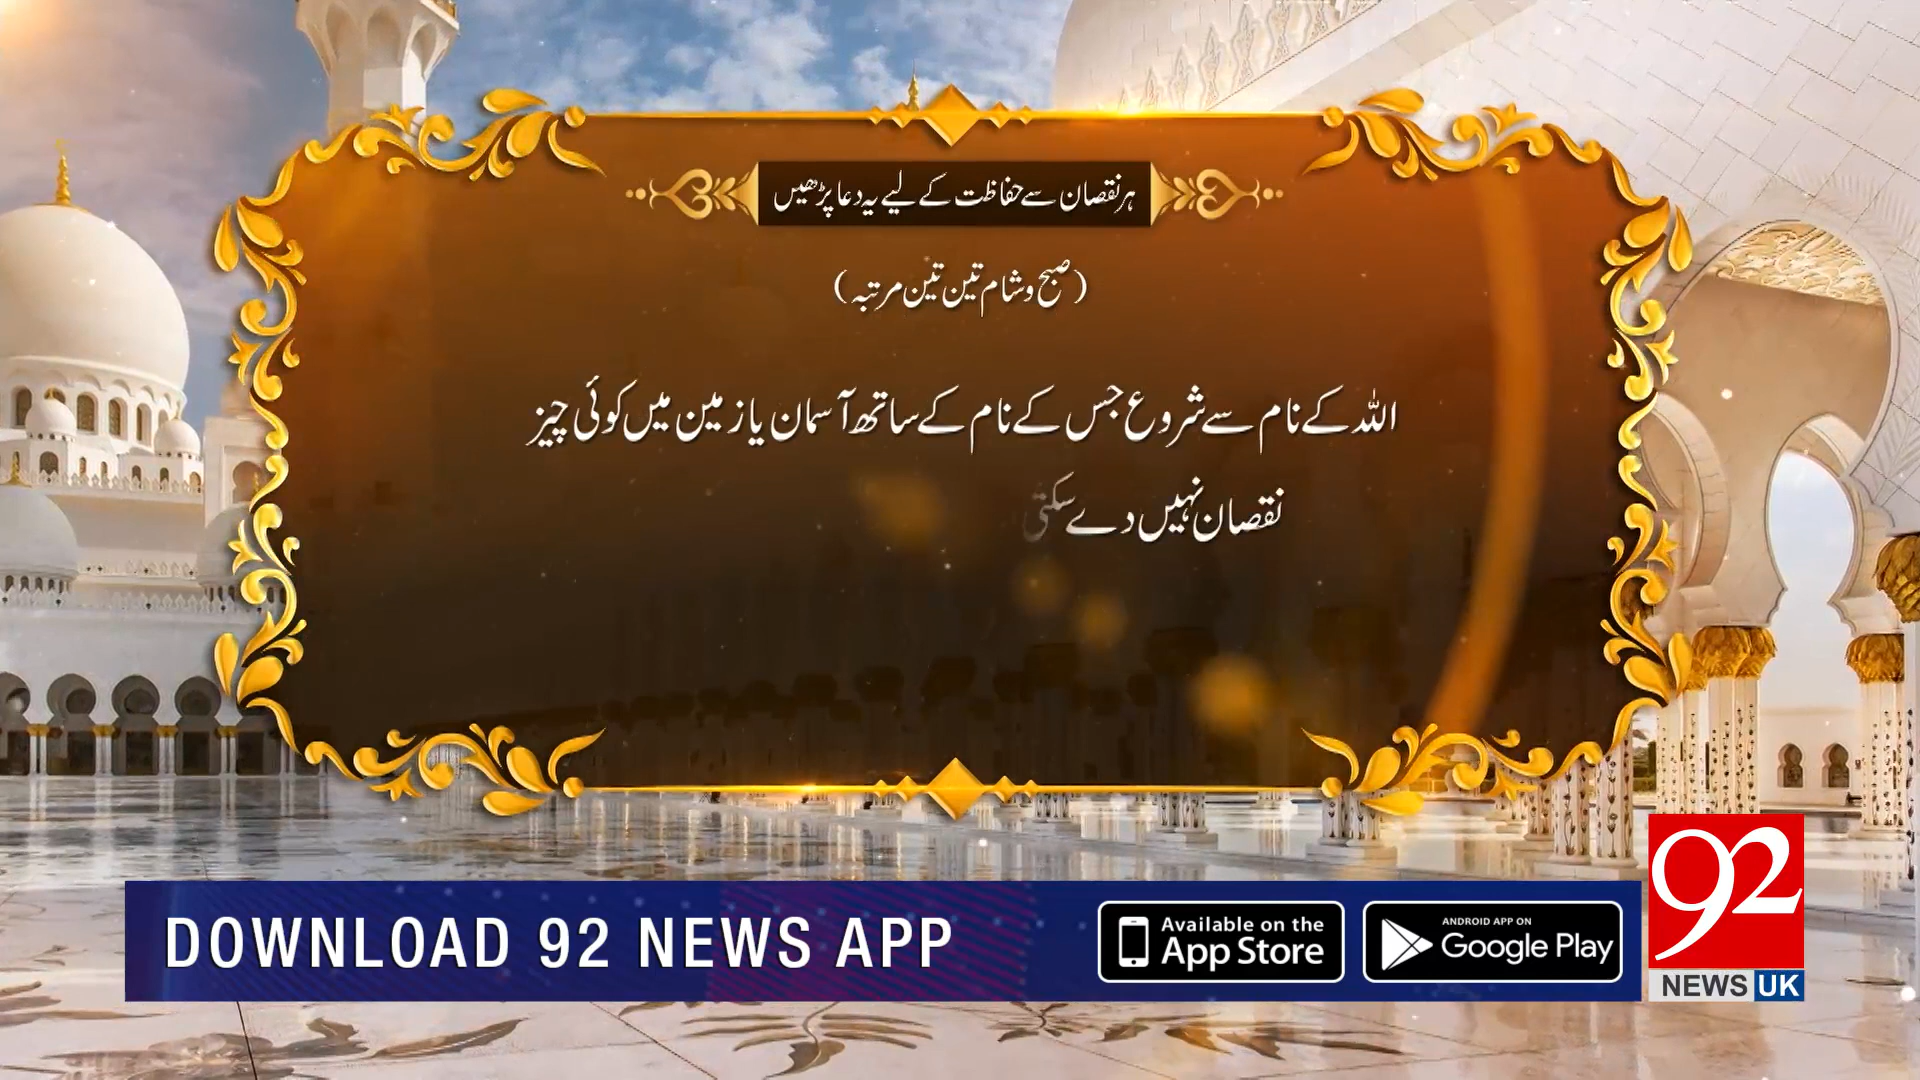 ہر نقصان سے حفاظت کے لیے یہ دعا پڑھیں
(صبح و شام تین تین مرتبہ)
اللہ کے نام سے شروع جس کے نام کے ساتھ آسمان یا زمین میں کوئی چیز
نقصان نہیں دے سکتی
DOWNLOAD 92 NEWS APP
Available on the
App Store
ANDROID APP ON
Google Play
92
NEWS UK